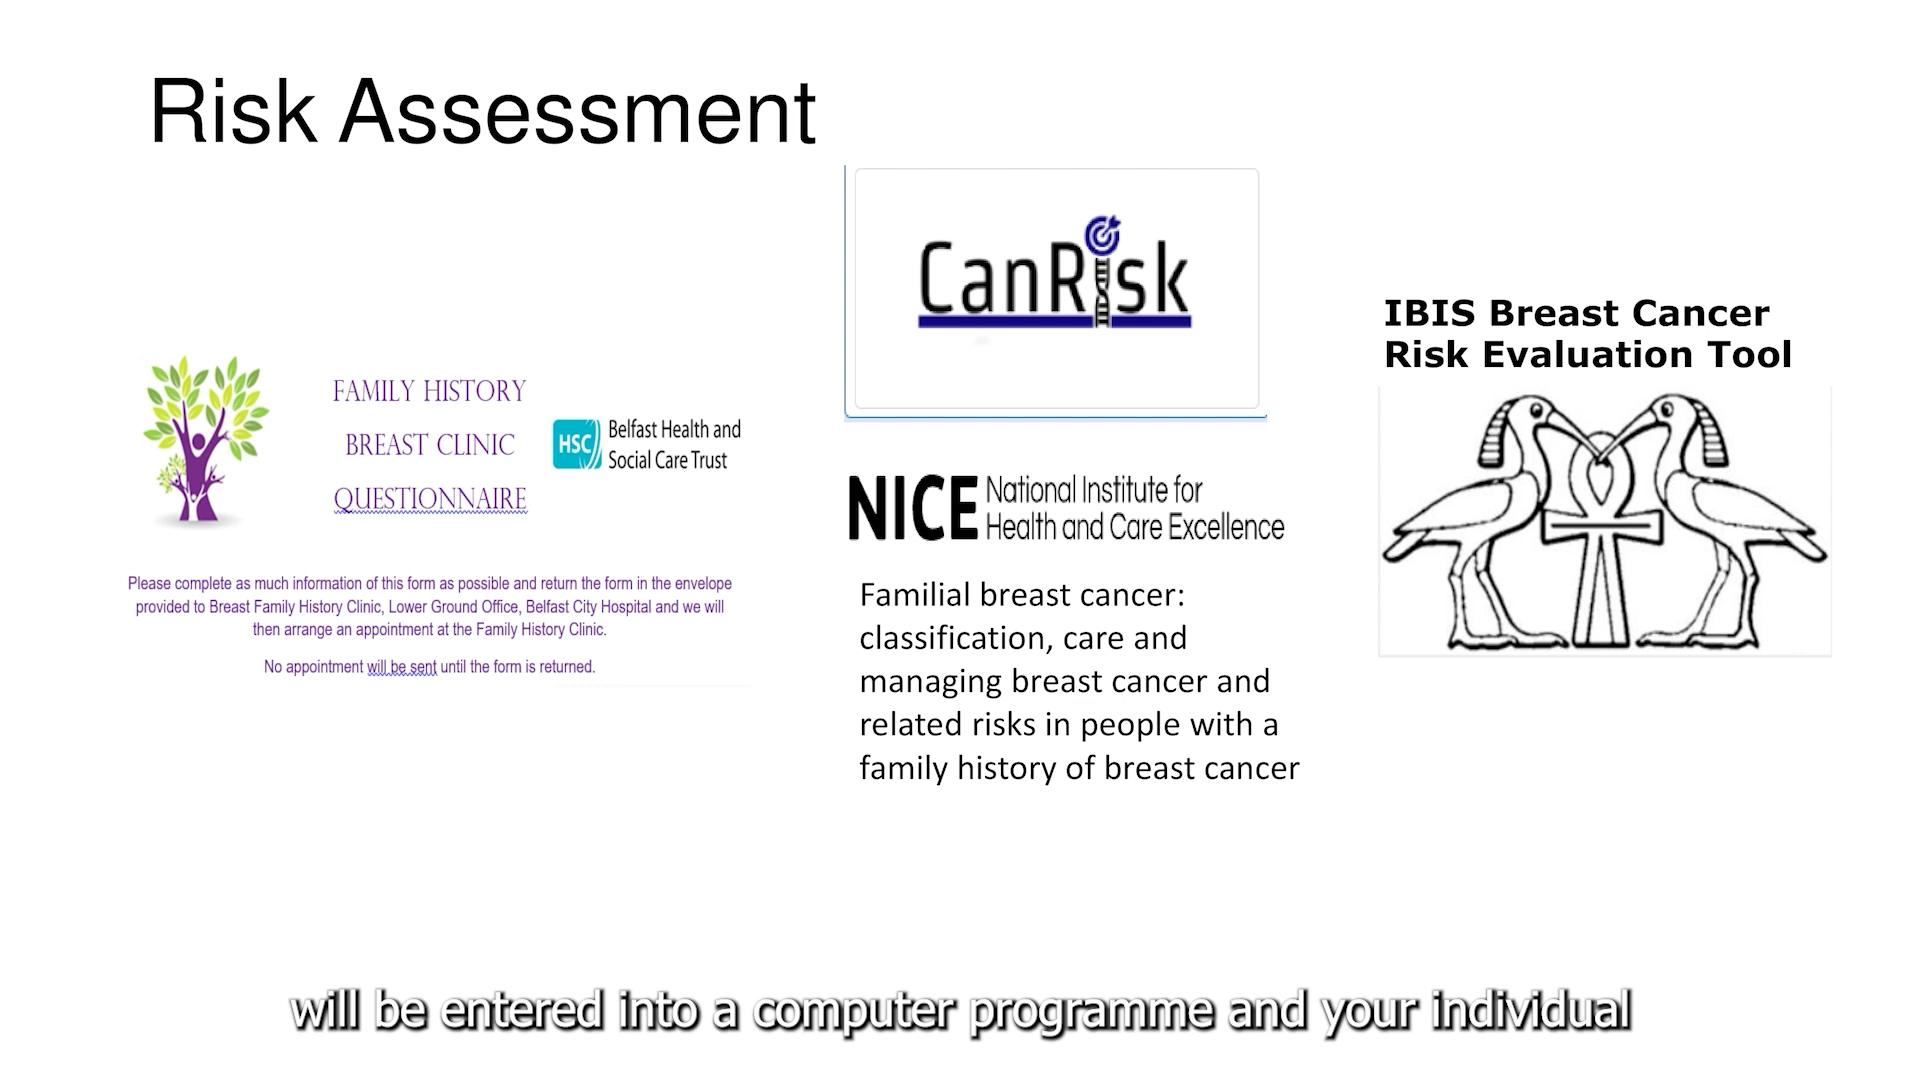 Risk Assessment
FAMILY HISTORY
BREAST CLINIC
QUESTIONNAIRE
HSC
Belfast Health and
Social Care Trust
Please complete as much information of this form as possible and return the form in the envelope
provided to Breast Family History Clinic, Lower Ground Office, Belfast City Hospital and we will
then arrange an appointment at the Family History Clinic.
No appointment will be sent until the form is returned.
CanRisk
NICE National Institute for
Health and Care Excellence
Familial breast cancer:
classification, care and
managing breast cancer and
related risks in people with a
family history of breast cancer
IBIS Breast Cancer
Risk Evaluation Tool
will be entered into a computer programme and your individual